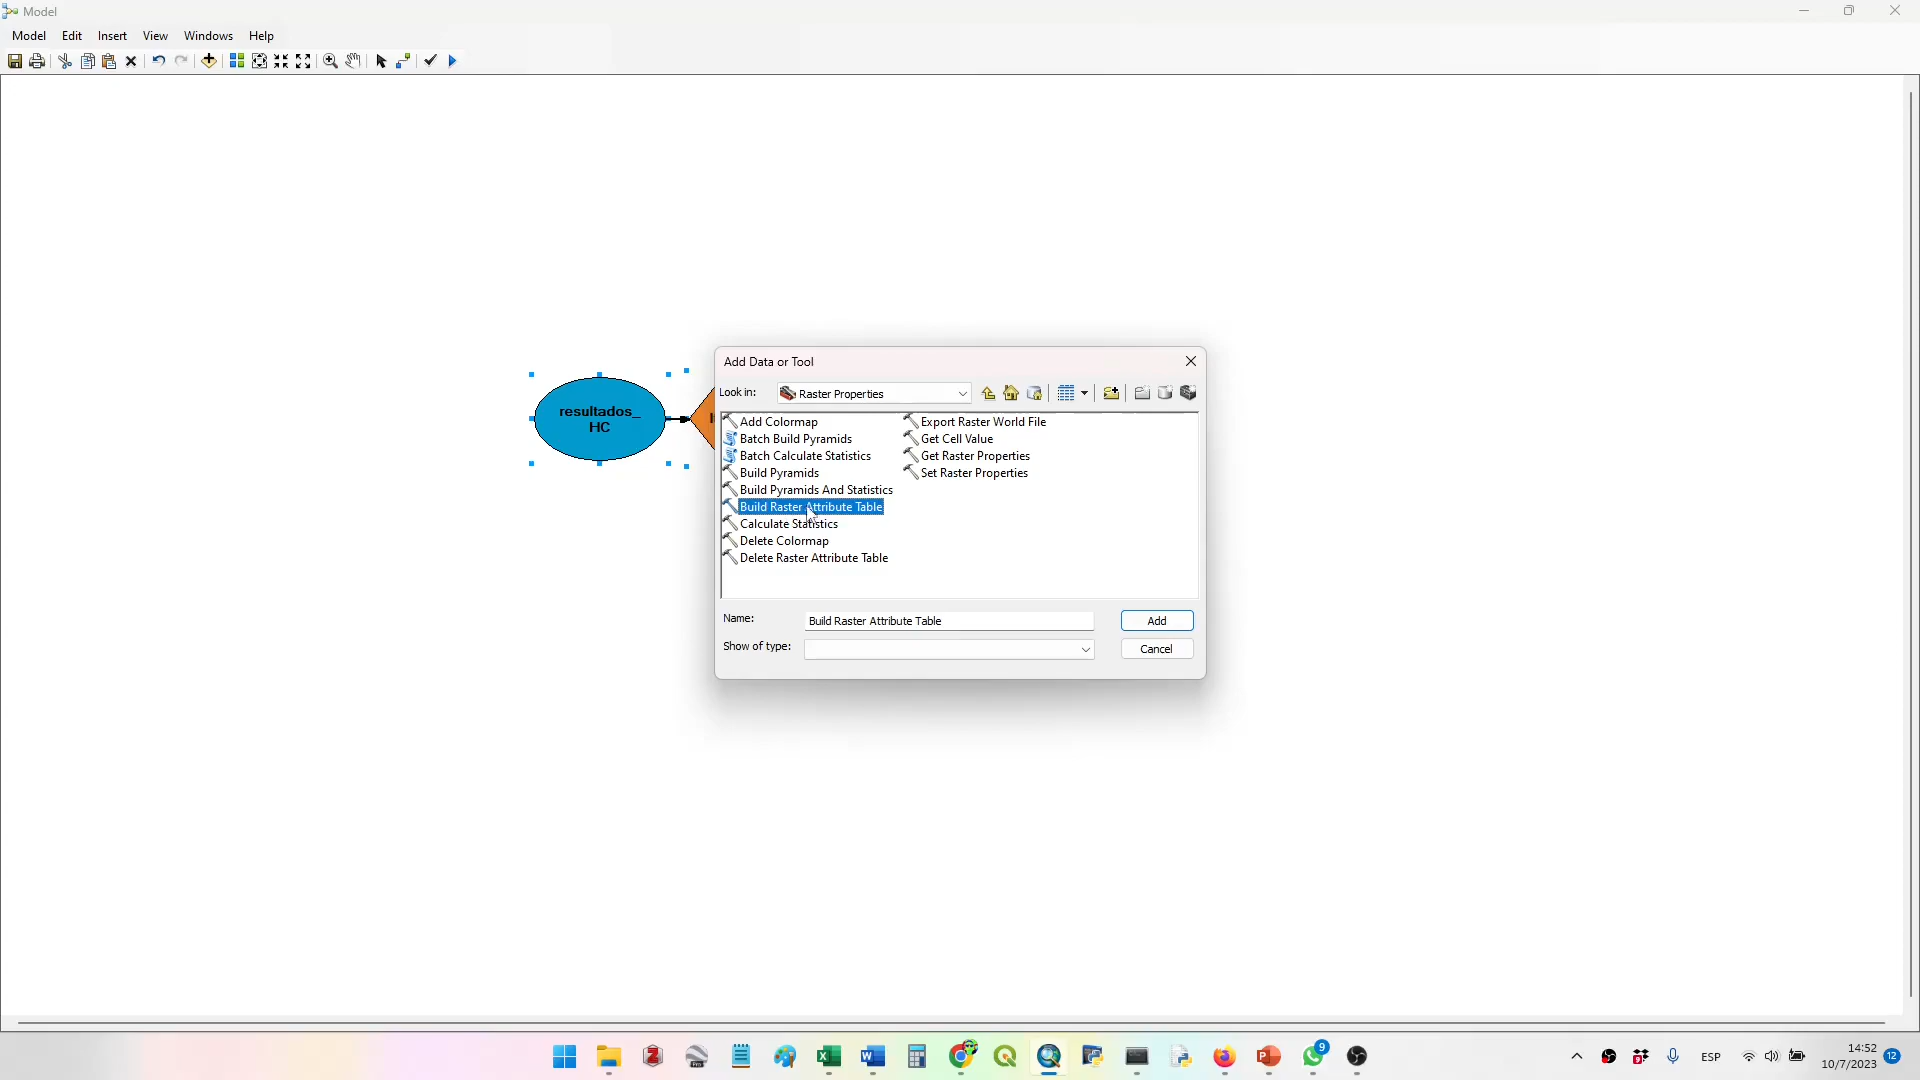 Model
Model Edit Insert View Windows Help
resultados_
HC
Add Data or Tool
Look in: Raster Properties
Add Colormap
Batch Build Pyramids
Batch Calculate Statistics
Build Pyramids
Build Pyramids And Statistics
Build Raster Attribute Table
Calculate Statistics
Delete Colormap
Delete Raster Attribute Table
Export Raster World File
Get Cell Value
Get Raster Properties
Set Raster Properties
Name: Build Raster Attribute Table Add
Show of type: Cancel
9
ESP
14:52
10/7/2023
12